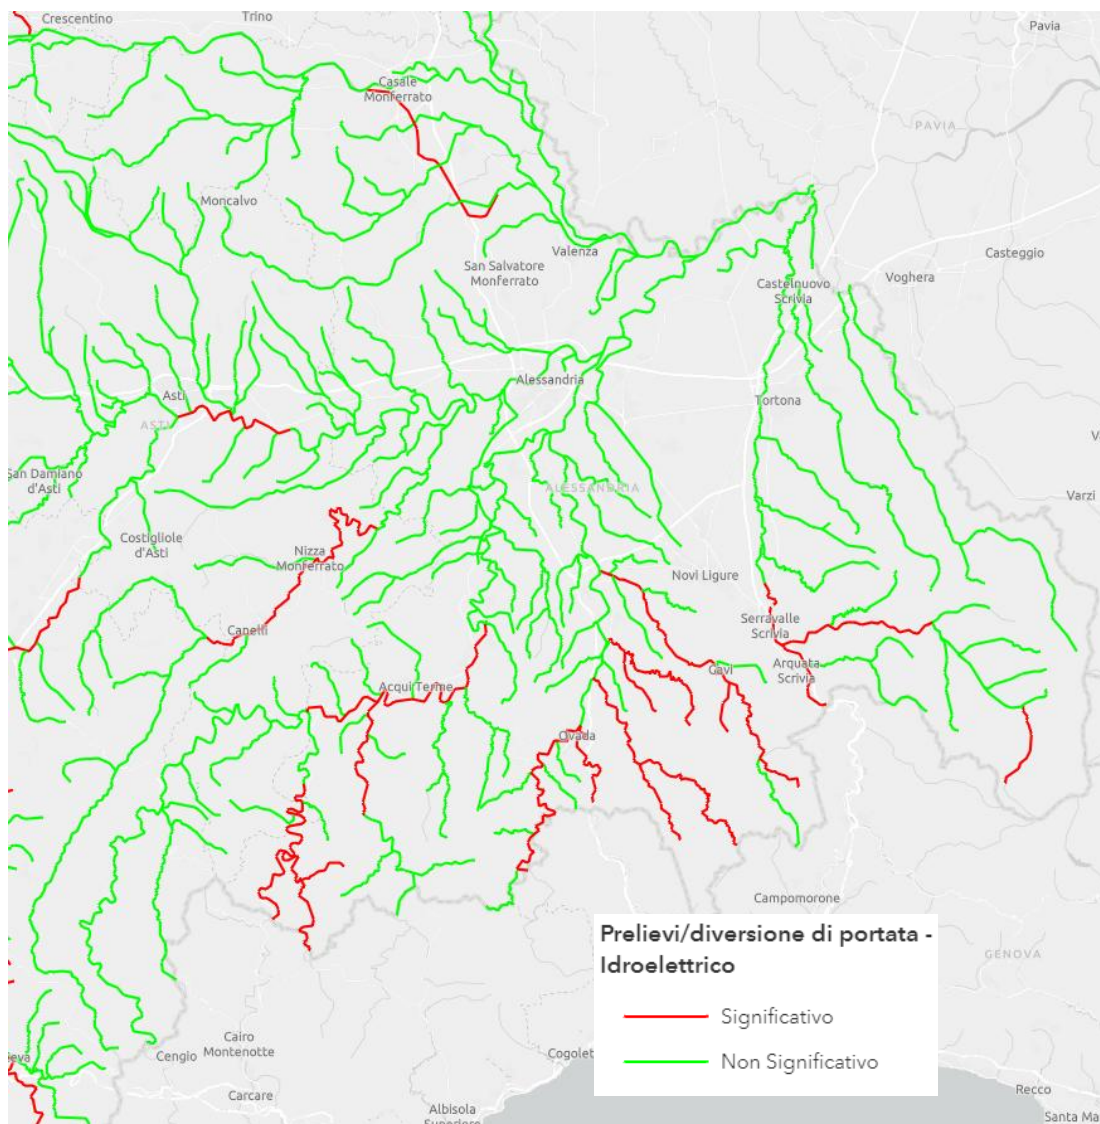 Crescentino
Trino
Pavia
Casale
Monferrato
PAVIA
Moncalvo
Valenza
San Salvatore
Monferrato
Casteggio
Voghera
Castelnuovo
Scrivia
Alessandria
Asti
Tortona
ASTI
San Damiano
d'Asti
ALESSANDRIA
Varzi
Costigliole
d'Asti
Nizza
Monferrato
Novi Ligure
Canelli
Serravalle
Scrivia
Gavi
Arquata
Scrivia
Acqui Terme
Ovada
Campomorone
GENOVA
Prelievi/diversione di portata -
Idroelettrico
Significativo
Non Significativo
Cairo
Montenotte
Cengio
Cogolet
Carcare
Albisola
Superiore
Recco
Santa Ma